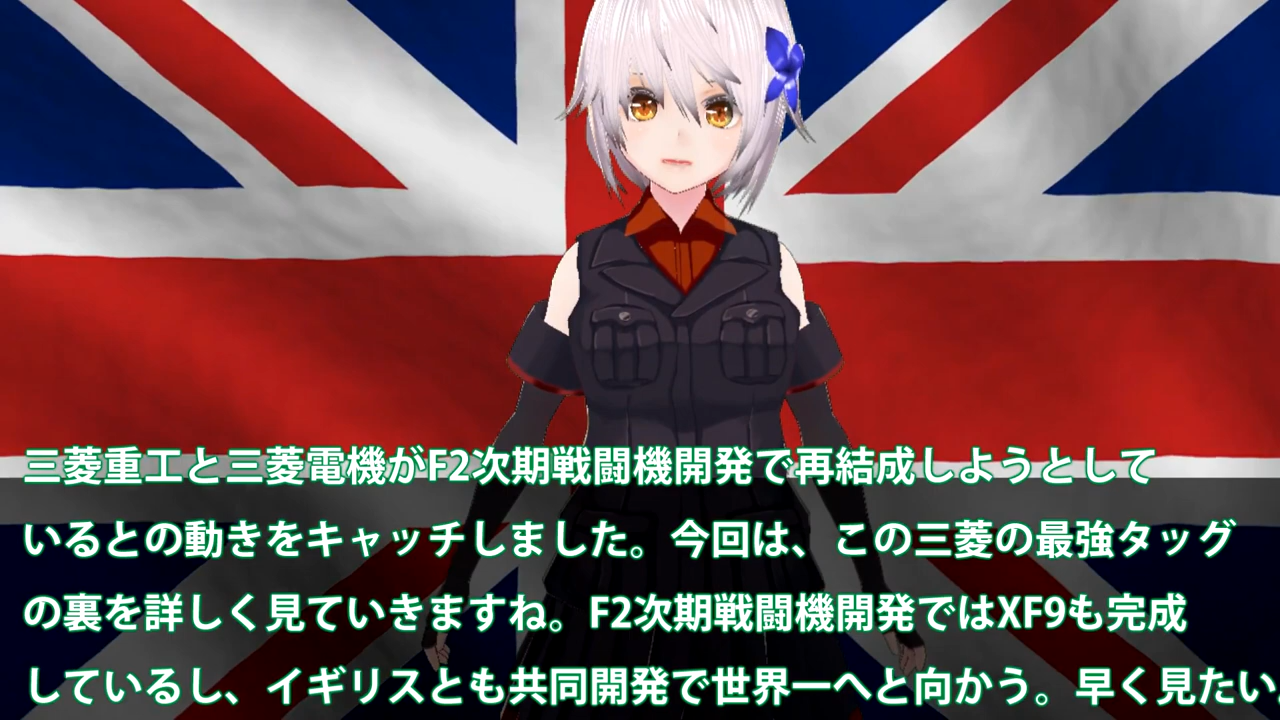 三菱重工と三菱電機がF2次期戦闘機開発で再結成しようとして
いるとの動きをキャッチしました。今回は、この三菱の最強タッグ
の裏を詳しく見ていきますね。F2次期戦闘機開発ではXF9も完成
しているし、イギリスとも共同開発で世界一へと向かう。早く見たい